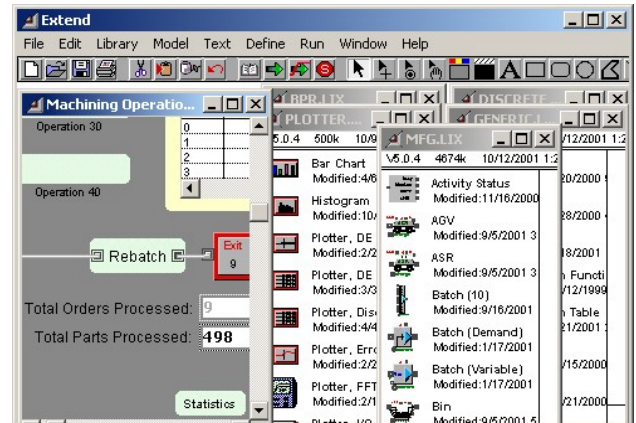 Extend
File Edit Library Model Text Define Run Window Help
Machining Operatio...
Operation 30
0
1
2
3
Operation 40
Rebatch
Exit
9
Total Orders Processed: 9
Total Parts Processed: 498
Statistics
BPR.LIX
DISCRETE
PLOTTER....
GENERIC.L
5.0.4 500k 10/9
/12/2001 1:2
Bar Chart
Modified:4/6
Histogram
Modified:10/
Plotter, DE
Modified:2/2
Plotter, DE
Modified:3/3
Plotter, Disc
Modified:4/4
Plotter, Erro
Modified:2/2
Plotter, FFT
Modified:2/1
MFG.LIX
V5.0.4 4674k 10/12/2001 1:2
Activity Status
Modified:11/16/2000
AGV
Modified:9/5/2001 3
ASR
Modified:9/5/2001 3
Batch (10)
Modified:9/16/2001
Batch (Demand)
Modified:1/17/2001
Batch (Variable)
Modified:1/17/2001
Bin
Modified:9/5/2001 5
20/2000
28/2000
18/2001
n Functi
/12/1999
n Table
21/2001
/15/2000
/21/2000